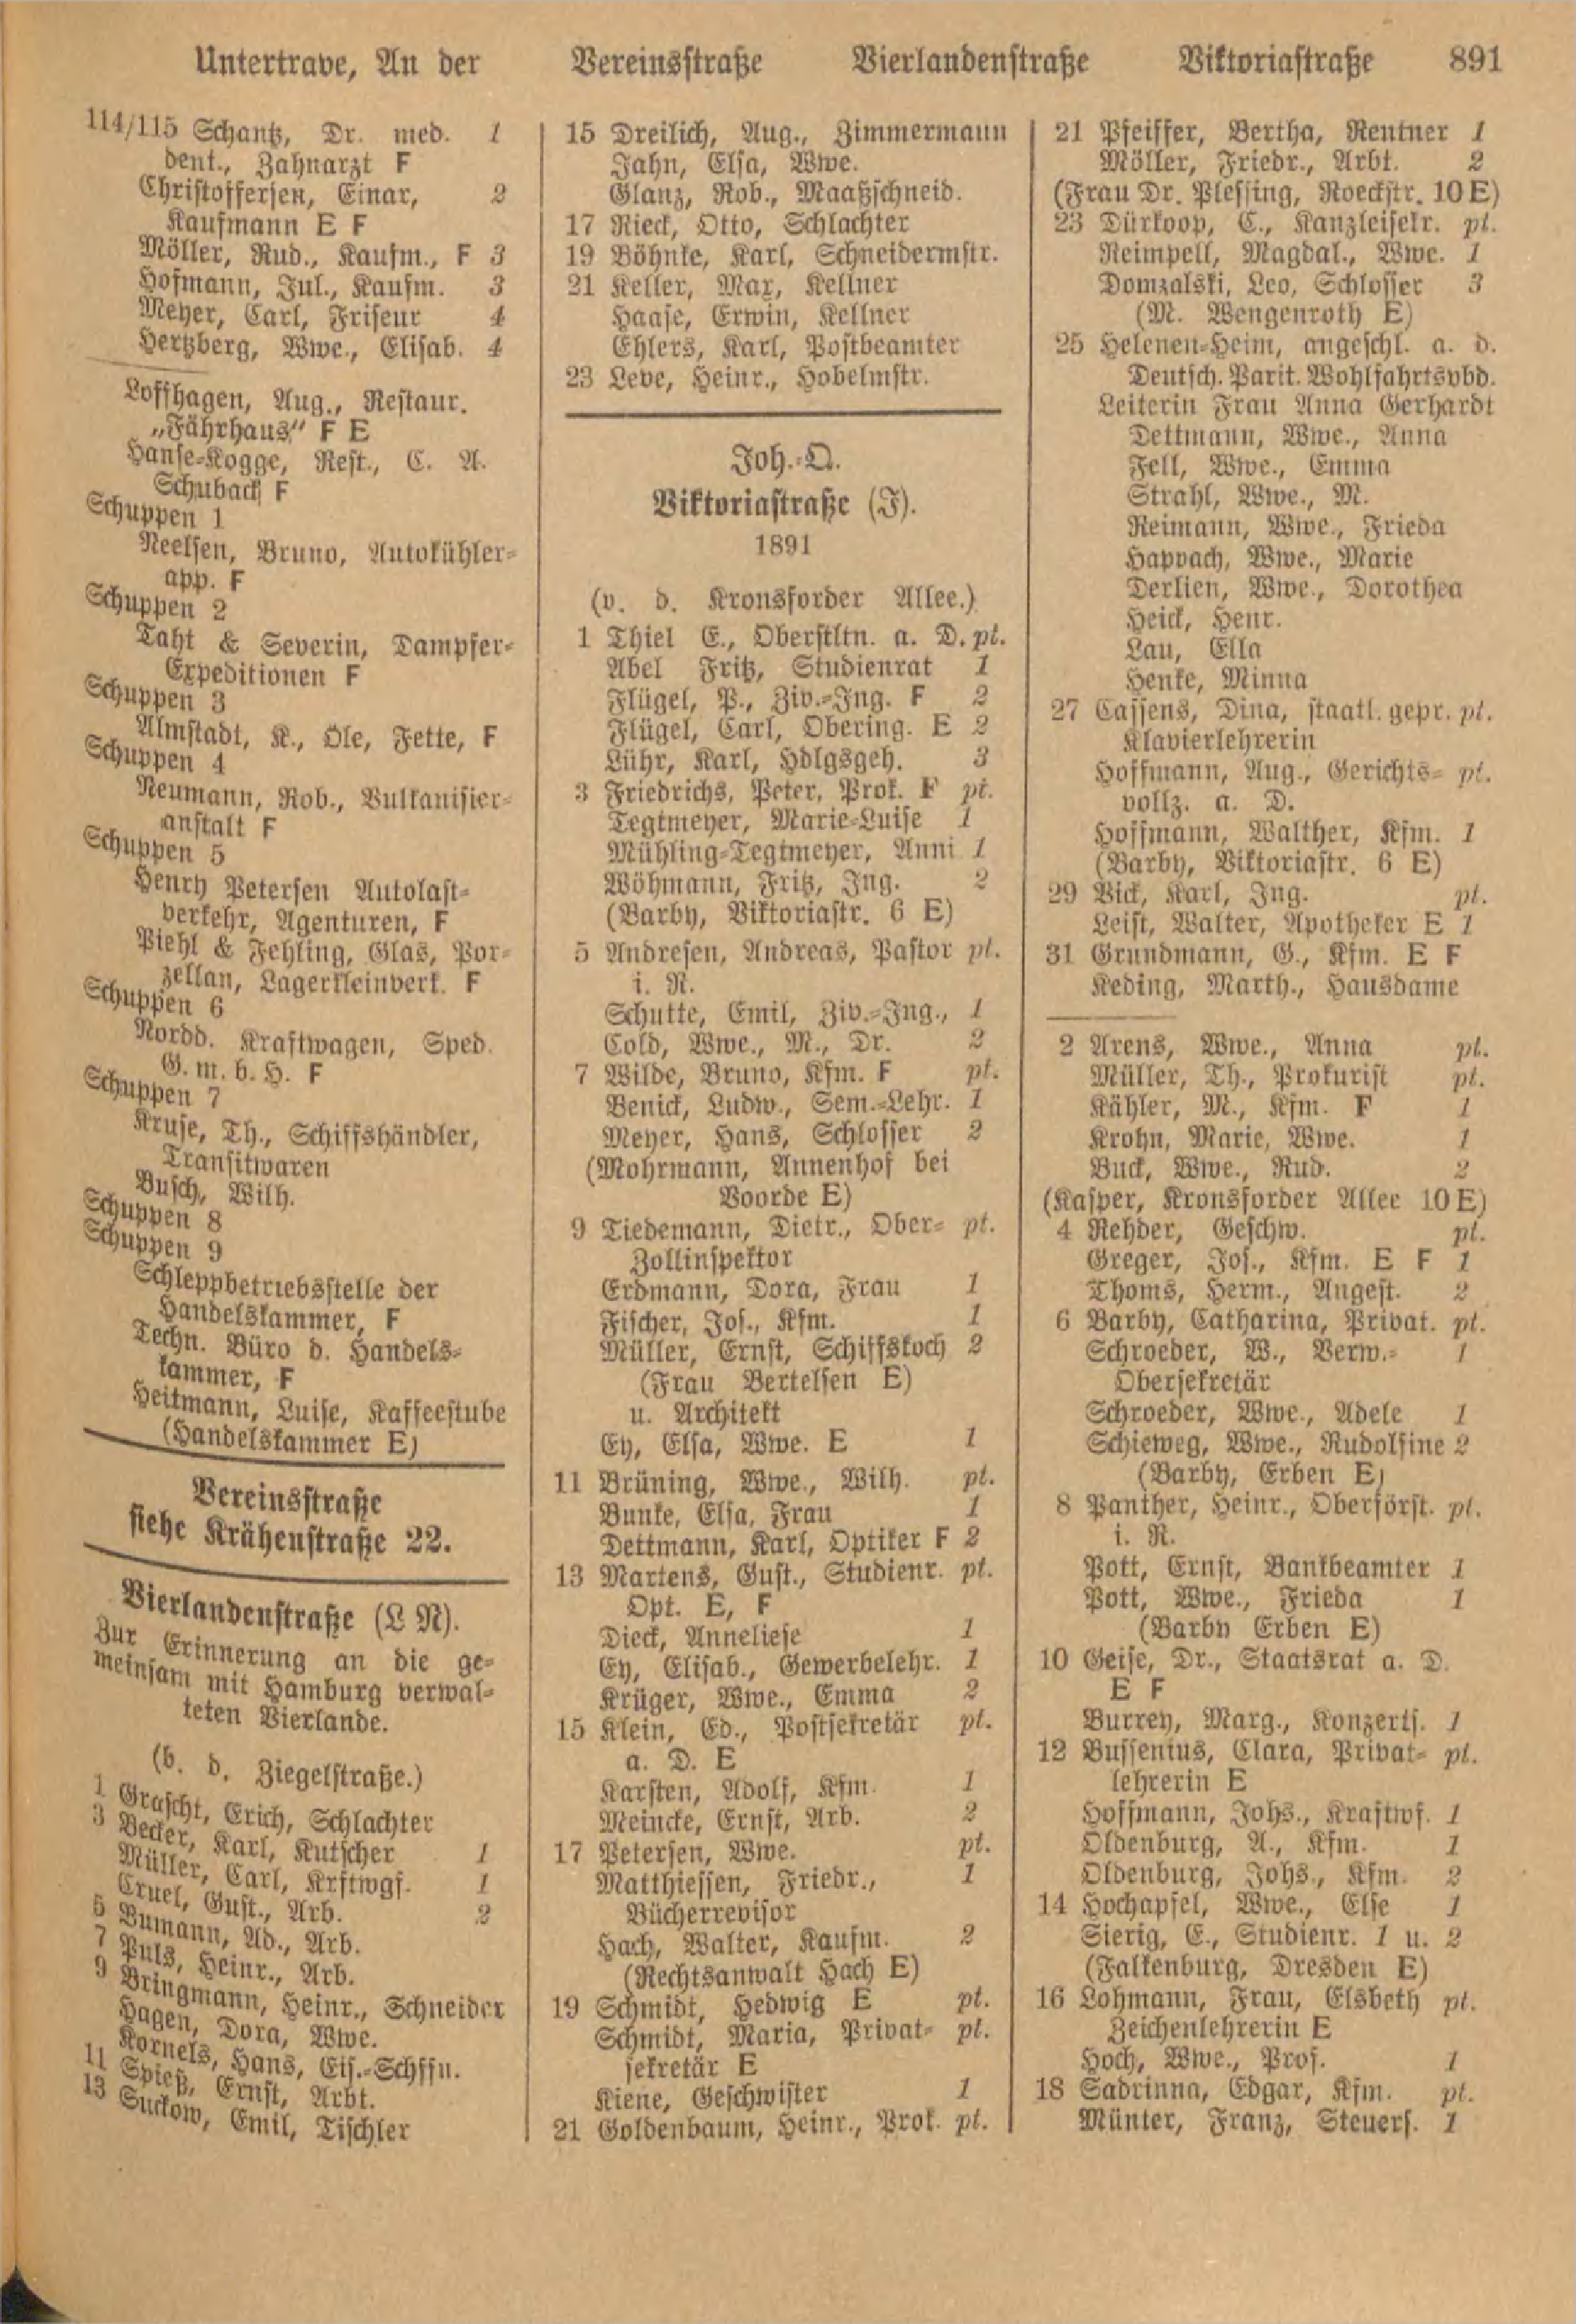 Untertrave, An der Vereinsstraße Vierlandenstraße Viktoriastraße 891
114/115 Schantz, Dr. med. 1
dent., Zahnarzt F
Christoffersen, Einar, 2
Kaufmann E F
Möller, Rud., Kaufm., F 3
Hofmann, Jul., Kaufm. 3
Meyer, Carl, Friseur 4
Hertzberg, Wwe., Elisab. 4
Loffhagen, Aug., Restaur.
„Fährhaus“ F E
Hanse-Kogge, Rest., C. A.
Schuback F
Schuppen 1
Neelsen, Bruno, Autokühler-
app. F
Schuppen 2
Taht & Severin, Dampfer-
Expeditionen F
Schuppen 3
Almstadt, K., Öle, Fette, F
Schuppen 4
Neumann, Rob., Vulkanisier-
anstalt F
Schuppen 5
Henry Petersen Autolast-
verkehr, Agenturen, F
Piehl & Fehling, Glas, Por-
zellan, Lagerkleinverk. F
Schuppen 6
Nordd. Kraftwagen, Sped.
G. m. b. H. F
Schuppen 7
Kruse, Th., Schiffshändler,
Transitwaren
Busch, Wilh.
Schuppen 8
Schuppen 9
Schleppbetriebsstelle der
Handelskammer, F
Techn. Büro d. Handels-
kammer, F
Heitmann, Luise, Kaffeestube
(Handelskammer E)
Vereinsstraße
siehe Krähenstraße 22.
Vierlandenstraße (L N).
Zur Erinnerung an die ge-
meinsam mit Hamburg verwal-
teten Vierlande.
(b. d. Ziegelstraße.)
1 Grascht, Erich, Schlachter
3 Becker, Karl, Kutscher 1
Müller, Carl, Krftwgf. 1
Cruel, Gust., Arb. 2
5 Bumann, Ad., Arb.
7 Puls, Heinr., Arb.
9 Bringmann, Heinr., Schneider
Hagen, Dora, Wwe.
Kornels, Hans, Eis.-Schffn.
11 Spieß, Ernst, Arbt.
13 Suckow, Emil, Tischler
15 Dreilich, Aug., Zimmermann
Jahn, Elsa, Wwe.
Glanz, Rob., Maaßschneid.
17 Rieck, Otto, Schlachter
19 Böhnke, Karl, Schneidermstr.
21 Keller, Max, Kellner
Haase, Erwin, Kellner
Ehlers, Karl, Postbeamter
23 Leve, Heinr., Hobelmstr.
Joh.-Q.
Viktoriastraße (J).
1891
(v. d. Kronsforder Allee.)
1 Thiel E., Oberstltn. a. D. pt.
Abel Fritz, Studienrat 1
Flügel, P., Ziv.-Ing. F 2
Flügel, Carl, Obering. E 2
Lühr, Karl, Hdlgsgeh. 3
3 Friedrichs, Peter, Prok. F pt.
Tegtmeyer, Marie-Luise 1
Mühling-Tegtmeyer, Anni 1
Wöhmann, Fritz, Ing. 2
(Barby, Viktoriastr. 6 E)
5 Andresen, Andreas, Pastor pt.
i. R.
Schutte, Emil, Ziv.-Ing., 1
Cold, Wwe., M., Dr. 2
7 Wilde, Bruno, Kfm. F pt.
Benick, Ludw., Sem.-Lehr. 1
Meyer, Hans, Schlosser 2
(Mohrmann, Annenhof bei
Voorde E)
9 Tiedemann, Dietr., Ober- pt.
Zollinspektor
Erdmann, Dora, Frau 1
Fischer, Jos., Kfm. 1
Müller, Ernst, Schiffskoch 2
(Frau Bertelsen E)
u. Architekt
Ey, Elsa, Wwe. E 1
11 Brüning, Wwe., Wilh. pt.
Bunke, Elsa, Frau 1
Dettmann, Karl, Optiker F 2
13 Martens, Gust., Studienr. pt.
Opt. E, F
Dieck, Anneliese 1
Ey, Elisab., Gewerbelehr. 1
Krüger, Wwe., Emma 2
15 Klein, Ed., Postsekretär pt.
a. D. E
Karsten, Adolf, Kfm. 1
Meincke, Ernst, Arb. 2
17 Petersen, Wwe. pt.
Matthiessen, Friedr., 1
Bücherrevisor
Hach, Walter, Kaufm. 2
(Rechtsanwalt Hach E)
19 Schmidt, Hedwig E pt.
Schmidt, Maria, Privat- pt.
sekretär E
Kiene, Geschwister 1
21 Goldenbaum, Heinr., Prok. pt.
21 Pfeiffer, Bertha, Rentner 1
Möller, Friedr., Arbt. 2
(Frau Dr. Plessing, Roeckstr. 10 E)
23 Dürkoop, C., Kanzleisekr. pt.
Reimpell, Magdal., Wwe. 1
Domzalski, Leo, Schlosser 3
(M. Wengenroth E)
25 Helenen-Heim, angeschl. a. d.
Deutsch. Parit. Wohlfahrtsvbd.
Leiterin Frau Anna Gerhardt
Dettmann, Wwe., Anna
Fell, Wwe., Emma
Strahl, Wwe., M.
Reimann, Wwe., Frieda
Happach, Wwe., Marie
Derlien, Wwe., Dorothea
Heick, Henr.
Lau, Ella
Henke, Minna
27 Cassens, Dina, staatl. gepr. pt.
Klavierlehrerin
Hoffmann, Aug., Gerichts- pt.
vollz. a. D.
Hoffmann, Walther, Kfm. 1
(Barby, Viktoriastr. 6 E)
29 Bick, Karl, Ing. pt.
Leist, Walter, Apotheker E 1
31 Grundmann, G., Kfm. E F
Keding, Marth., Hausdame
2 Arens, Wwe., Anna pt.
Müller, Th., Prokurist pt.
Kähler, M., Kfm. F 1
Krohn, Marie, Wwe. 1
Buck, Wwe., Rud. 2
(Kasper, Kronsforder Allee 10 E)
4 Rehder, Geschw. pt.
Greger, Jos., Kfm. E F 1
Thoms, Herm., Angest. 2
6 Barby, Catharina, Privat. pt.
Schroeder, W., Verw.- 1
Obersekretär
Schroeder, Wwe., Adele 1
Schieweg, Wwe., Rudolfine 2
(Barby, Erben E)
8 Panther, Heinr., Oberförst. pt.
i. R.
Pott, Ernst, Bankbeamter 1
Pott, Wwe., Frieda 1
(Barby Erben E)
10 Geise, Dr., Staatsrat a. D.
E F
Burrey, Marg., Konzerts. 1
12 Bussenius, Clara, Privat- pt.
lehrerin E
Hoffmann, Johs., Kraftwf. 1
Oldenburg, A., Kfm. 1
Oldenburg, Johs., Kfm. 2
14 Hochapfel, Wwe., Else 1
Sierig, E., Studienr. 1 u. 2
(Falkenburg, Dresden E)
16 Lohmann, Frau, Elsbeth pt.
Zeichenlehrerin E
Hoch, Wwe., Prof. 1
18 Sadrinna, Edgar, Kfm. pt.
Münter, Franz, Steuers. 1